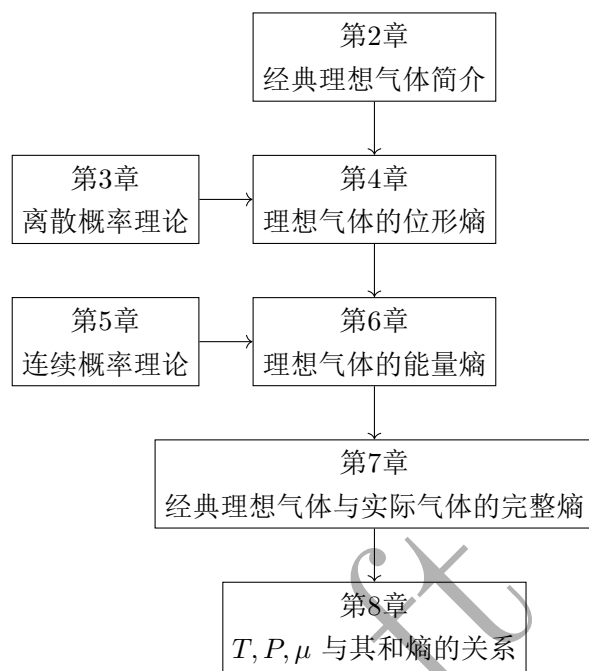 第2章
经典理想气体简介
第3章
离散概率理论
第4章
理想气体的位形熵
第5章
连续概率理论
第6章
理想气体的能量熵
第7章
经典理想气体与实际气体的完整熵
第8章
T, P, μ 与其和熵的关系
ft